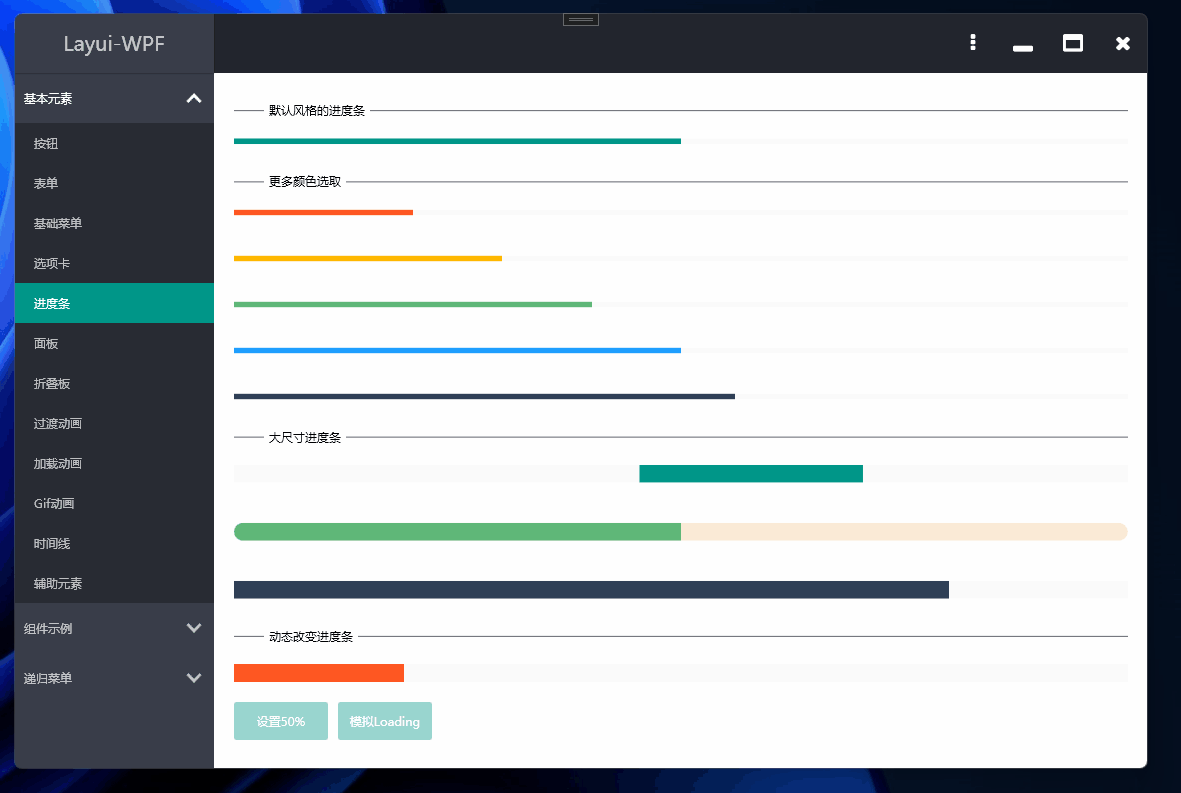 Layui-WPF
基本元素
按钮
表单
基础菜单
选项卡
进度条
面板
折叠板
过渡动画
加载动画
Gif动画
时间线
辅助元素
组件示例
递归菜单
默认风格的进度条
更多颜色选取
大尺寸进度条
动态改变进度条
设置50%
模拟Loading